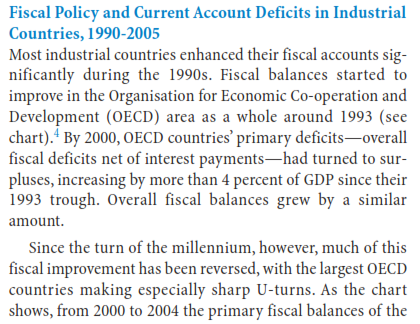 Fiscal Policy and Current Account Deficits in Industrial
Countries, 1990-2005
Most industrial countries enhanced their fiscal accounts sig-
nificantly during the 1990s. Fiscal balances started to
improve in the Organisation for Economic Co-operation and
Development (OECD) area as a whole around 1993 (see
chart).4 By 2000, OECD countries' primary deficits—overall
fiscal deficits net of interest payments—had turned to sur-
pluses, increasing by more than 4 percent of GDP since their
1993 trough. Overall fiscal balances grew by a similar
amount.
Since the turn of the millennium, however, much of this
fiscal improvement has been reversed, with the largest OECD
countries making especially sharp U-turns. As the chart
shows, from 2000 to 2004 the primary fiscal balances of the